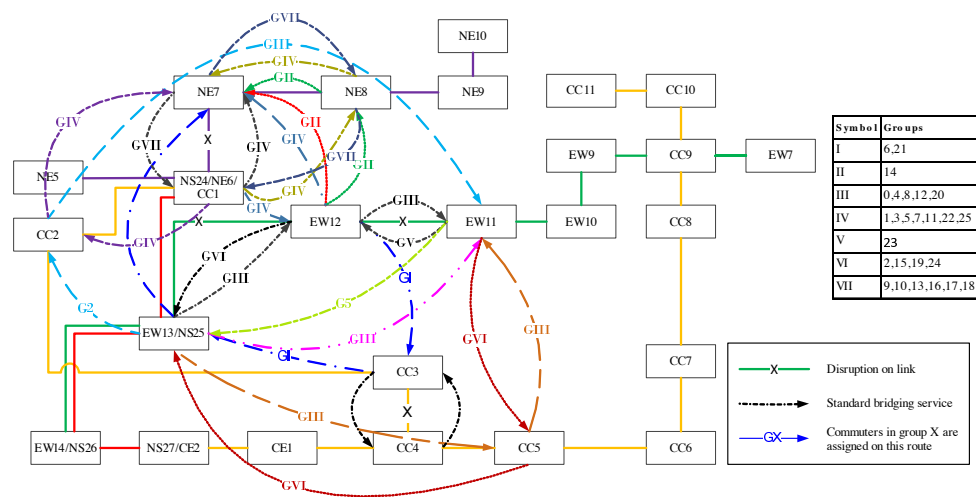 NE10
GVII
GIII
GIV
GII
NE7
NE8
NE9
CC11
CC10
X
GIV
GII
GVII
GIV
GIV
GVII
GII
Symbol Groups
I 6,21
II 14
III 0,4,8,12,20
IV 1,3,5,7,11,22,25
V 23
VI 2,15,19,24
VII 9,10,13,16,17,18
EW9
CC9
EW7
NE5
NS24/NE6/
CC1
GIV
GIV
GIII
CC2
GIV
X
EW12
X
EW11
EW10
CC8
GV
GVI
GIII
GI
G5
G2
EW13/NS25
GIII
GVI
GIII
GI
CC3
CC7
X
X
Disruption on link
GIII
Standard bridging service
EW14/NS26
NS27/CE2
CE1
CC4
CC5
CC6
GX
Commuters in group X are
assigned on this route
GVI